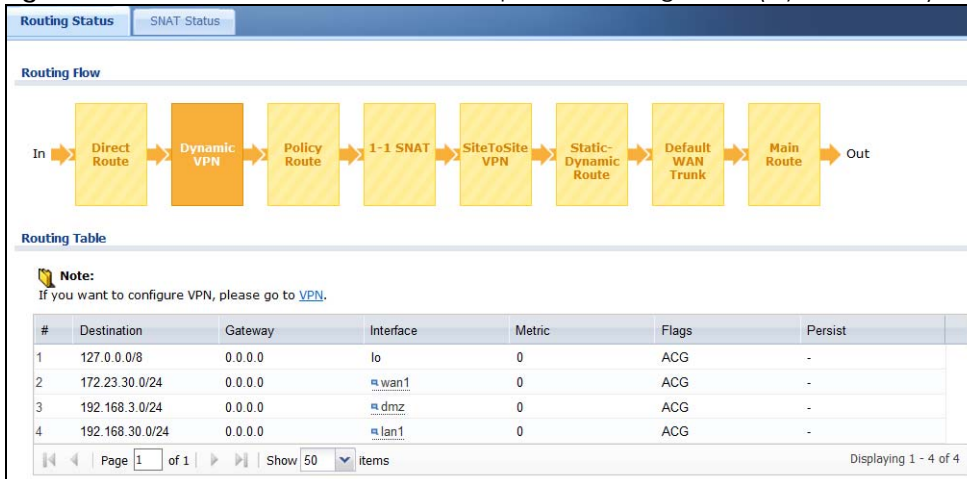 Routing Status SNAT Status
Routing Flow
In Direct Route Dynamic VPN Policy Route 1-1 SNAT SiteToSite VPN Static-Dynamic Route Default WAN Trunk Main Route Out
Routing Table
Note:
If you want to configure VPN, please go to VPN.
# Destination Gateway Interface Metric Flags Persist
1 127.0.0.0/8 0.0.0.0 lo 0 ACG -
2 172.23.30.0/24 0.0.0.0 wan1 0 ACG -
3 192.168.3.0/24 0.0.0.0 dmz 0 ACG -
4 192.168.30.0/24 0.0.0.0 lan1 0 ACG -
Page 1 of 1 Show 50 items Displaying 1 - 4 of 4